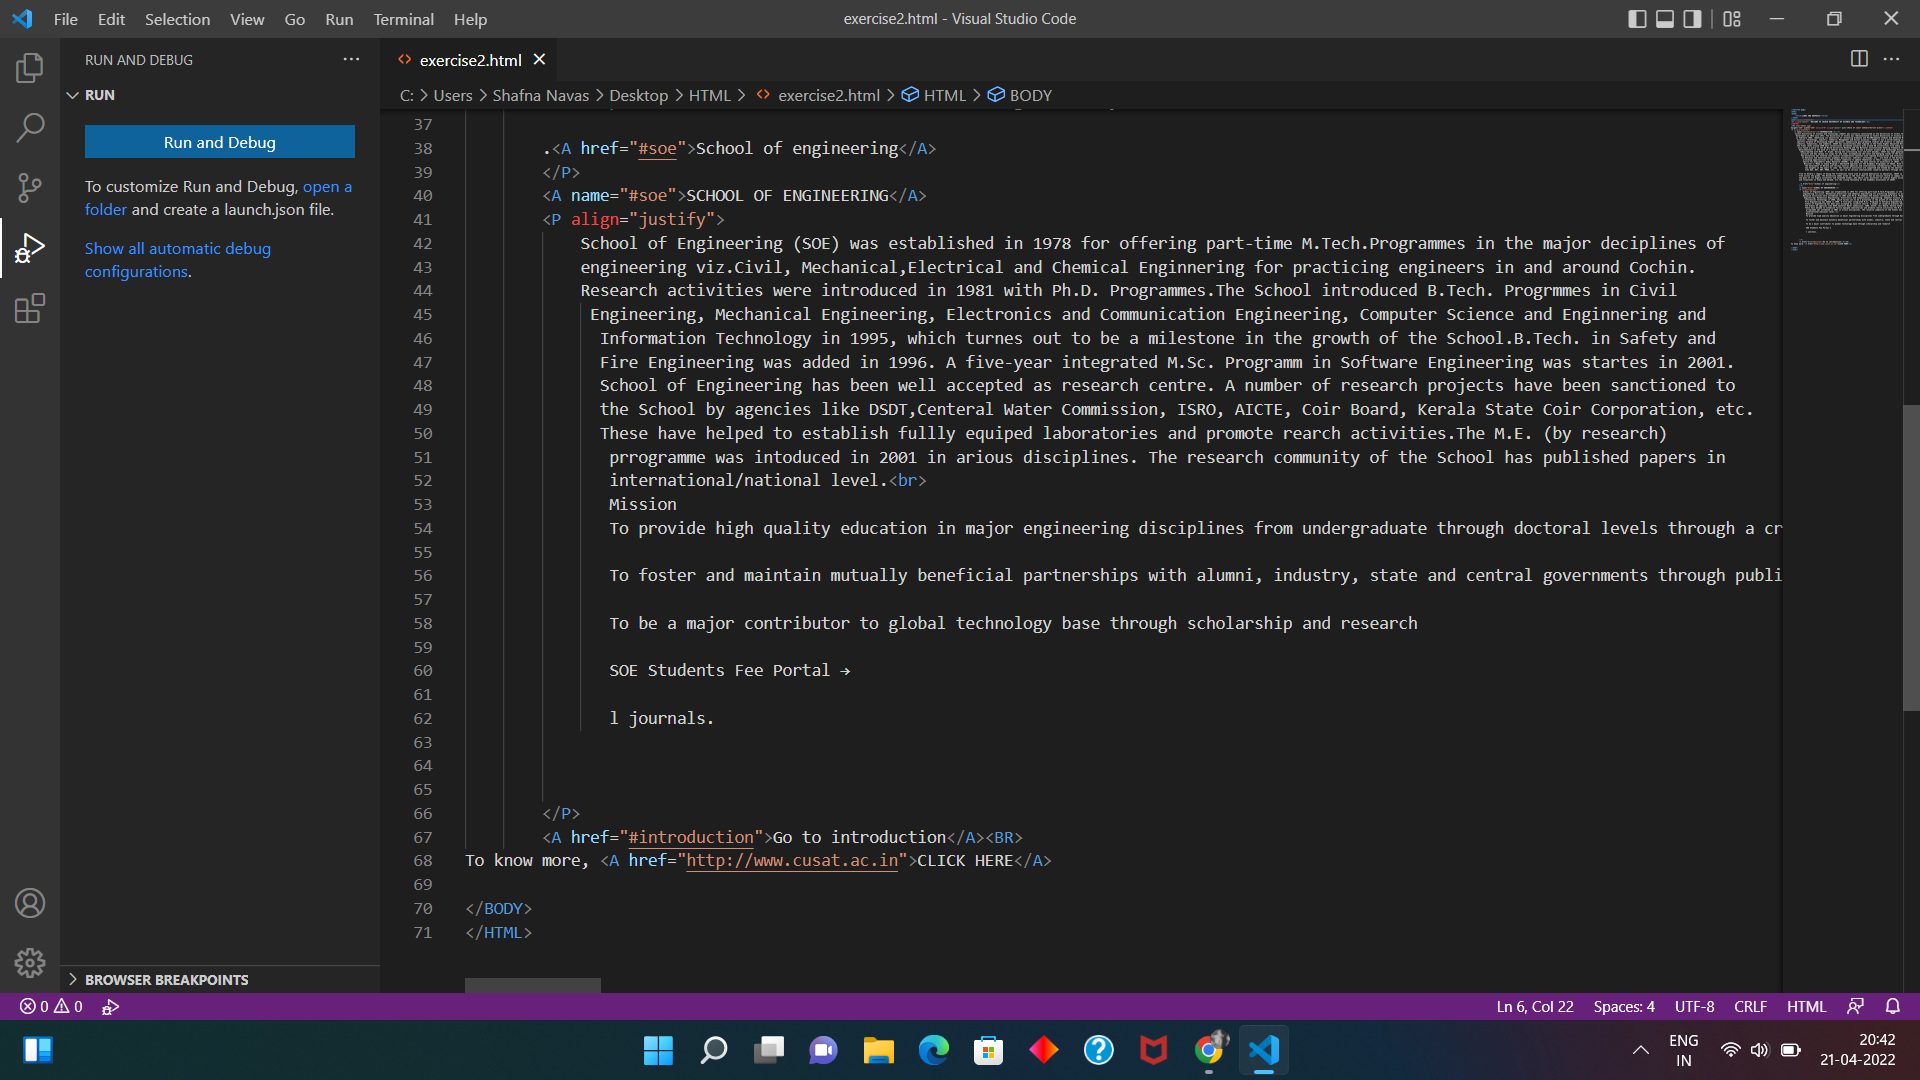 File Edit Selection View Go Run Terminal Help
exercise2.html - Visual Studio Code
RUN AND DEBUG
RUN
Run and Debug
To customize Run and Debug, open a
folder and create a launch.json file.
Show all automatic debug
configurations.
BROWSER BREAKPOINTS
exercise2.html
C: > Users > Shafna Navas > Desktop > HTML > exercise2.html > HTML > BODY
37
38 .<A href="#soe">School of engineering</A>
39 </P>
40 <A name="#soe">SCHOOL OF ENGINEERING</A>
41 <P align="justify">
42 School of Engineering (SOE) was established in 1978 for offering part-time M.Tech.Programmes in the major deciplines of
43 engineering viz.Civil, Mechanical,Electrical and Chemical Enginnering for practicing engineers in and around Cochin.
44 Research activities were introduced in 1981 with Ph.D. Programmes.The School introduced B.Tech. Progrmmes in Civil
45 Engineering, Mechanical Engineering, Electronics and Communication Engineering, Computer Science and Enginnering and
46 Information Technology in 1995, which turnes out to be a milestone in the growth of the School.B.Tech. in Safety and
47 Fire Engineering was added in 1996. A five-year integrated M.Sc. Programm in Software Engineering was startes in 2001.
48 School of Engineering has been well accepted as research centre. A number of research projects have been sanctioned to
49 the School by agencies like DSDT,Centeral Water Commission, ISRO, AICTE, Coir Board, Kerala State Coir Corporation, etc.
50 These have helped to establish fullly equiped laboratories and promote rearch activities.The M.E. (by research)
51 prrogramme was intoduced in 2001 in arious disciplines. The research community of the School has published papers in
52 international/national level.<br>
53 Mission
54 To provide high quality education in major engineering disciplines from undergraduate through doctoral levels through a cr
55
56 To foster and maintain mutually beneficial partnerships with alumni, industry, state and central governments through publi
57
58 To be a major contributor to global technology base through scholarship and research
59
60 SOE Students Fee Portal →
61
62 l journals.
63
64
65
66 </P>
67 <A href="#introduction">Go to introduction</A><BR>
68 To know more, <A href="http://www.cusat.ac.in">CLICK HERE</A>
69
70 </BODY>
71 </HTML>
0 0
Ln 6, Col 22 Spaces: 4 UTF-8 CRLF HTML
ENG
IN
20:42
21-04-2022